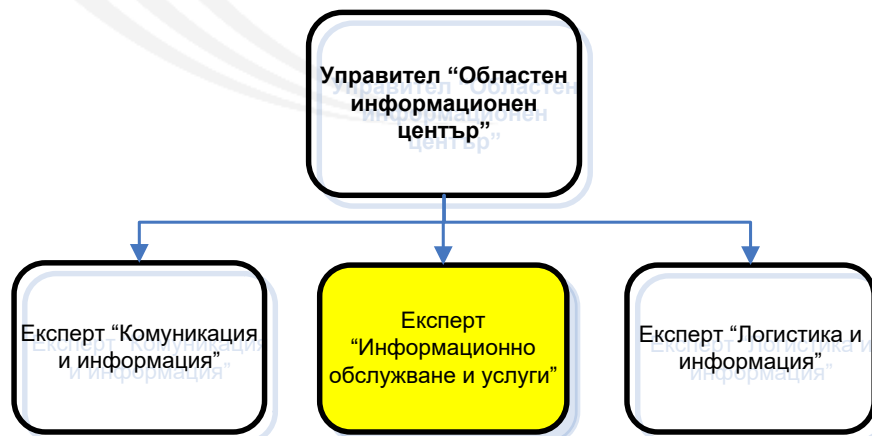 Управител “Областен
информационен
център”
Експерт “Комуникация
и информация”
Експерт
“Информационно
обслужване и услуги”
Експерт “Логистика и
информация”